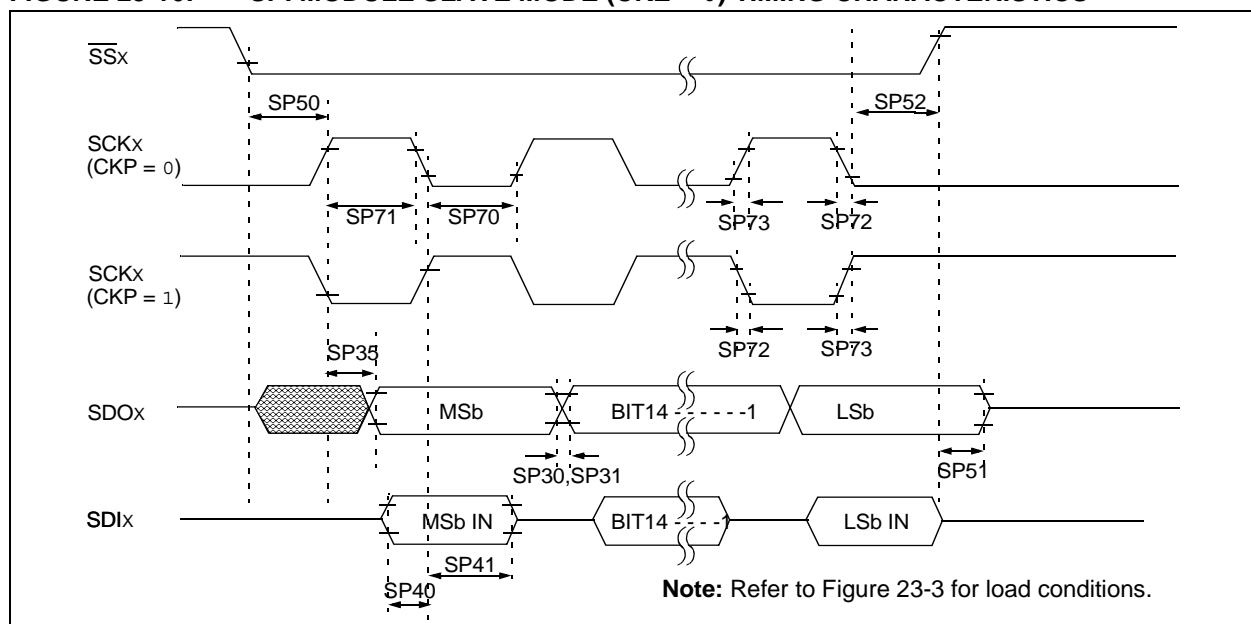 SSX
SP50
SP52
SCKX
(CKP = 0)
SP71
SP70
SP73
SP72
SCKX
(CKP = 1)
SP35
SP72
SP73
SDOX
MSb
BIT14 - - - - - -1
LSb
SP30,SP31
SP51
SDIX
MSb IN
BIT14 - - - -1
LSb IN
SP41
SP40
Note: Refer to Figure 23-3 for load conditions.